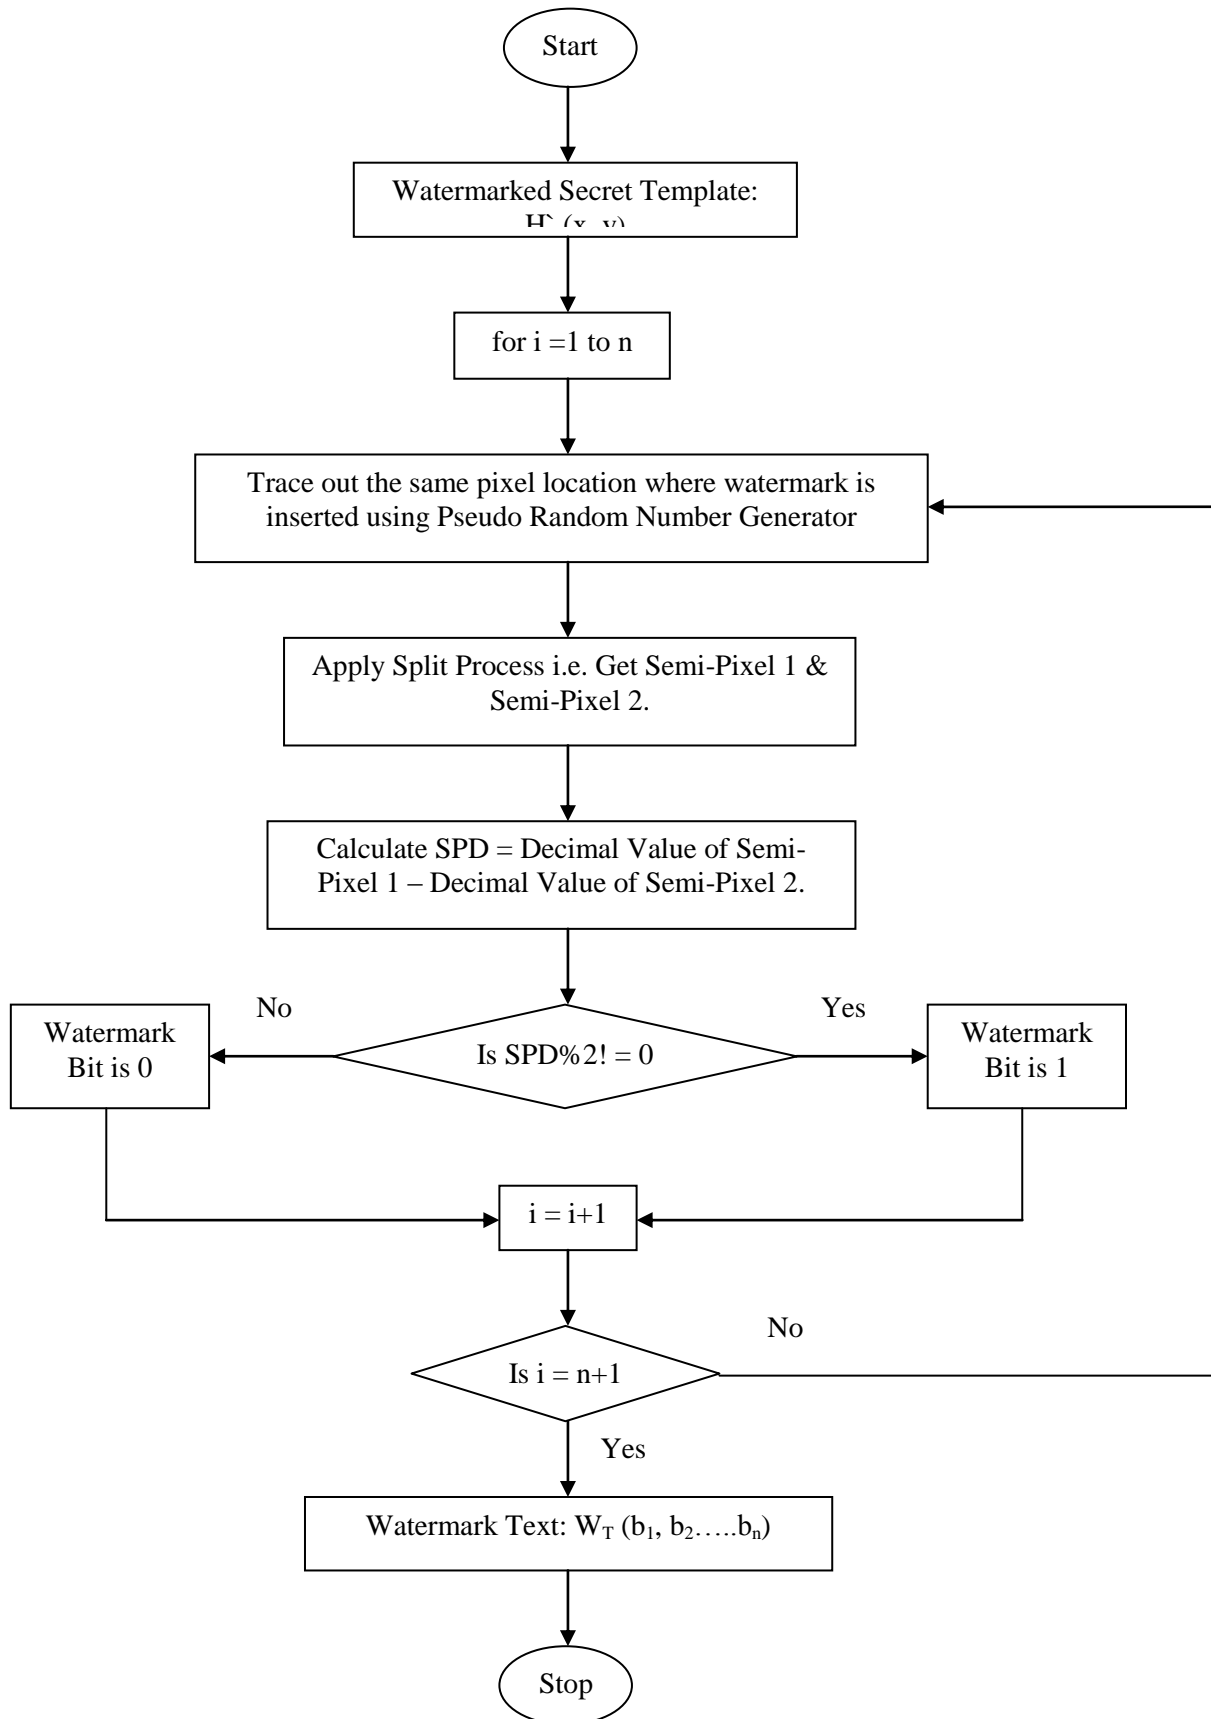 Start
Watermarked Secret Template:
H` (x, y)
for i =1 to n
Trace out the same pixel location where watermark is
inserted using Pseudo Random Number Generator
Apply Split Process i.e. Get Semi-Pixel 1 &
Semi-Pixel 2.
Calculate SPD = Decimal Value of Semi-
Pixel 1 – Decimal Value of Semi-Pixel 2.
No
Yes
Watermark
Bit is 0
Is SPD%2! = 0
Watermark
Bit is 1
i = i+1
No
Is i = n+1
Yes
Watermark Text: W_T (b₁, b₂…..bₙ)
Stop